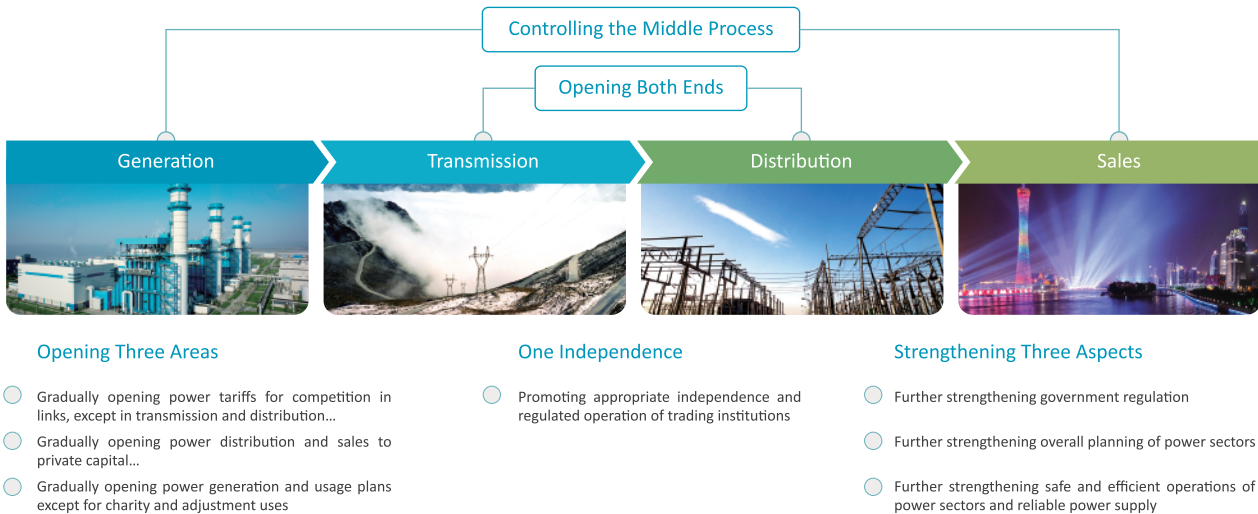 Controlling the Middle Process
Opening Both Ends
Generation
Transmission
Distribution
Sales
Opening Three Areas
Gradually opening power tariffs for competition in
links, except in transmission and distribution...
Gradually opening power distribution and sales to
private capital...
Gradually opening power generation and usage plans
except for charity and adjustment uses
One Independence
Promoting appropriate independence and
regulated operation of trading institutions
Strengthening Three Aspects
Further strengthening government regulation
Further strengthening overall planning of power sectors
Further strengthening safe and efficient operations of
power sectors and reliable power supply